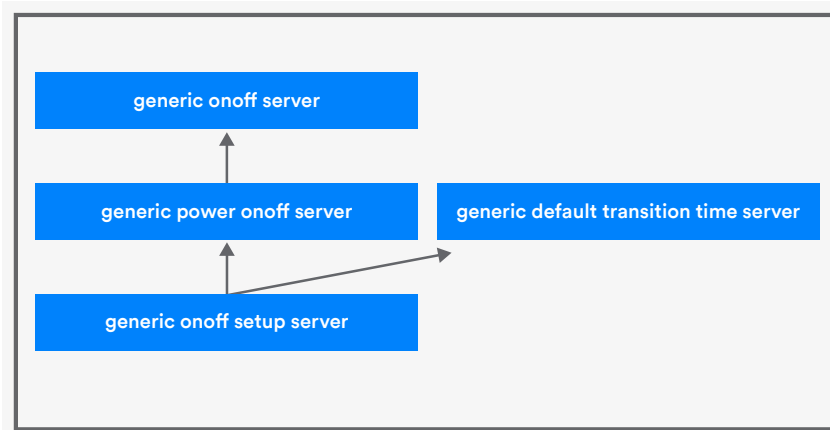 generic onoff server
generic power onoff server
generic default transition time server
generic onoff setup server